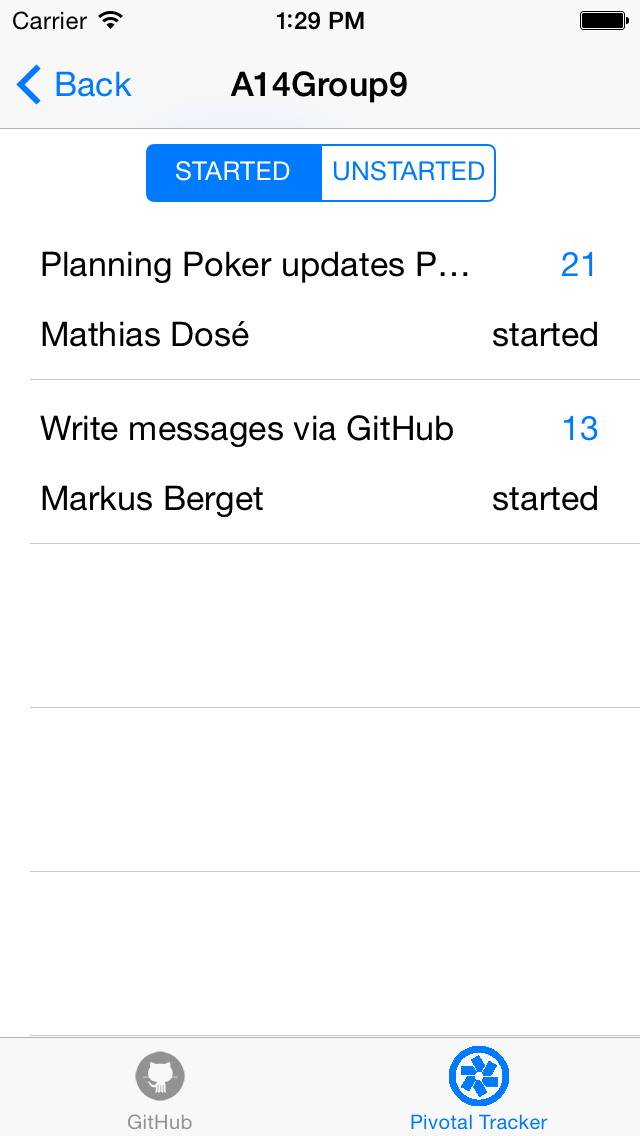 Carrier 1:29 PM
Back A14Group9
STARTED UNSTARTED
Planning Poker updates P... 21
Mathias Dosé started
Write messages via GitHub 13
Markus Berget started
GitHub Pivotal Tracker